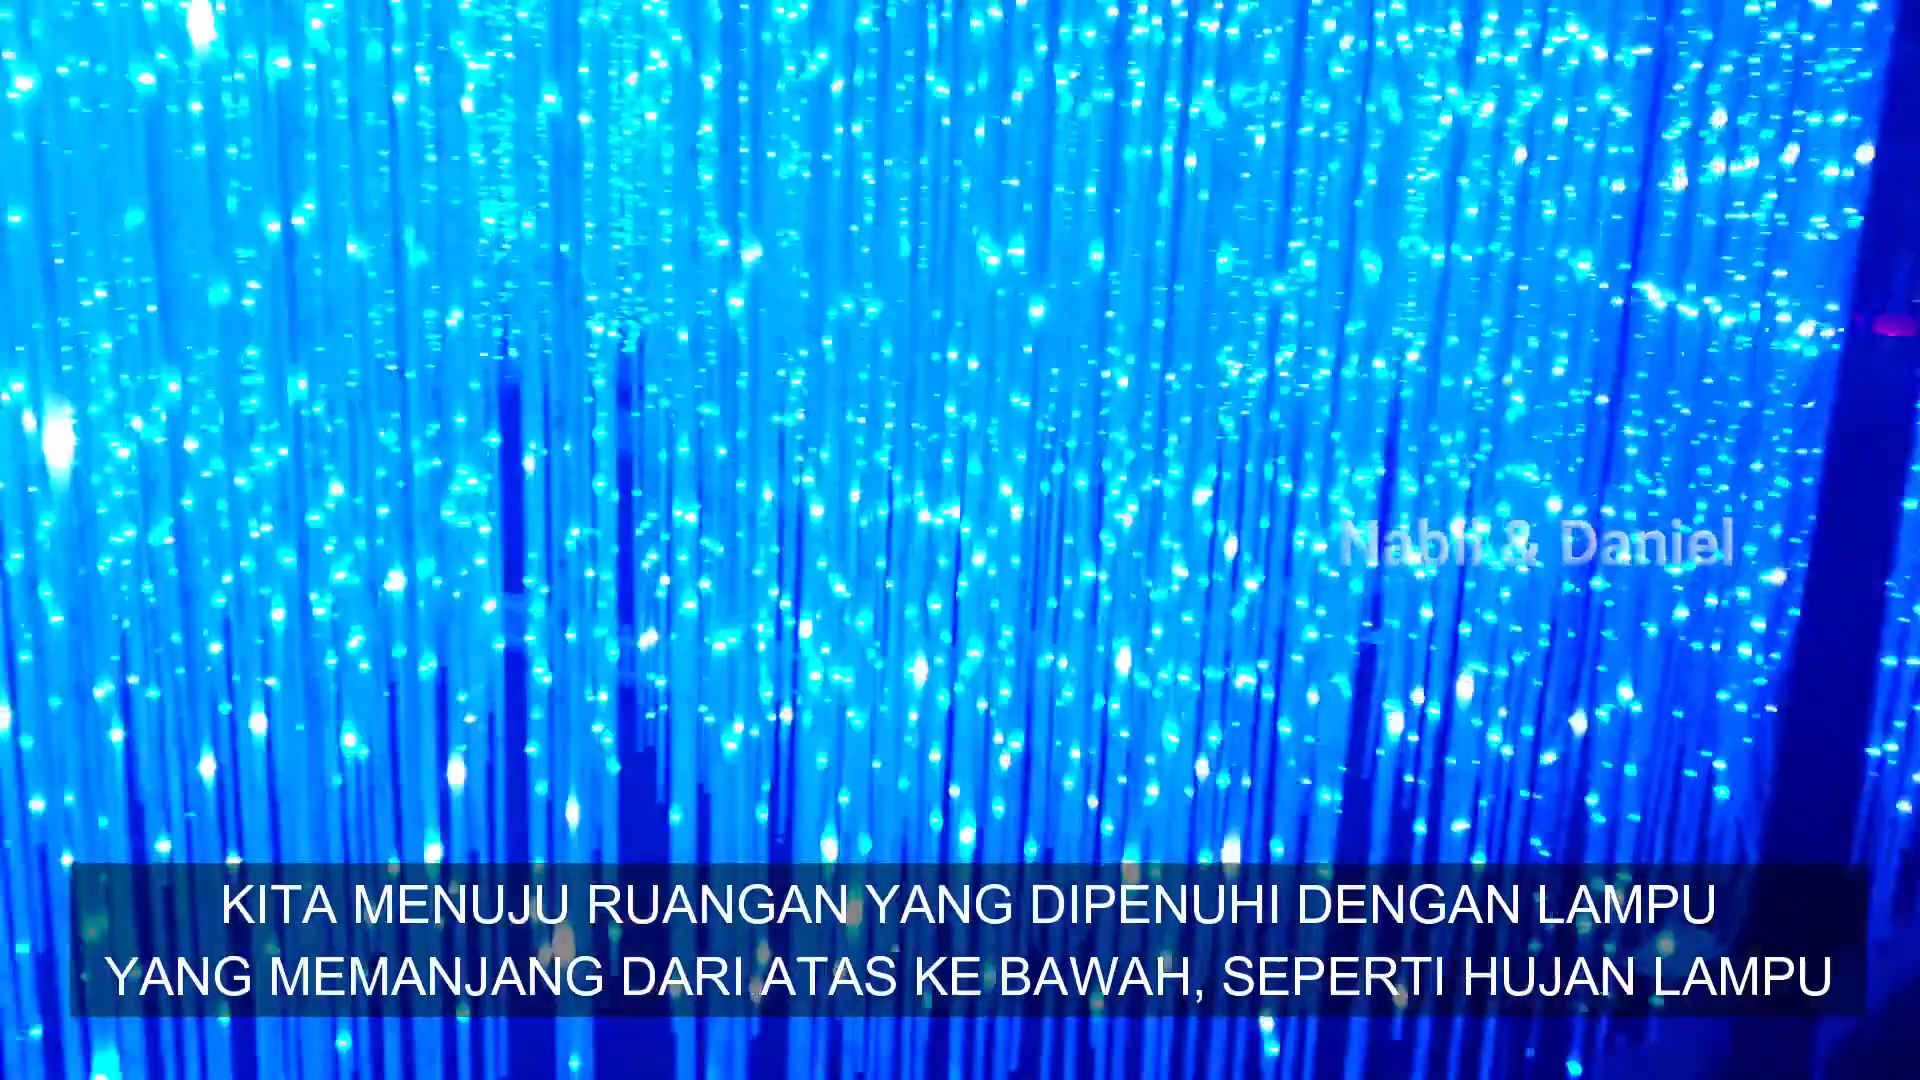 Nabil & Daniel
KITA MENUJU RUANGAN YANG DIPENUHI DENGAN LAMPU
YANG MEMANJANG DARI ATAS KE BAWAH, SEPERTI HUJAN LAMPU